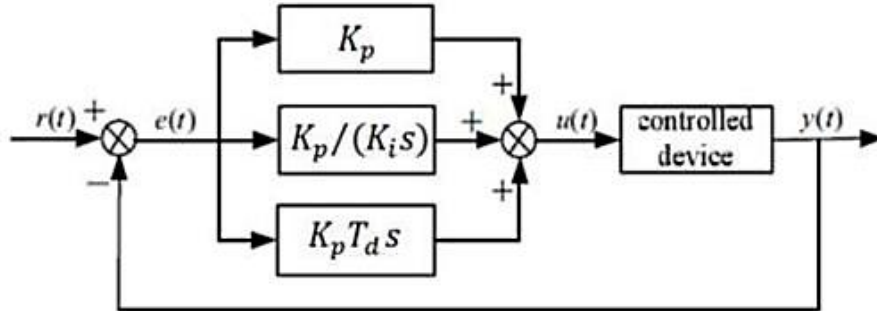 K_p
+
r(t)
+
e(t)
K_p/(K_i s)
+
u(t)
controlled
device
y(t)
−
+
K_p T_d s